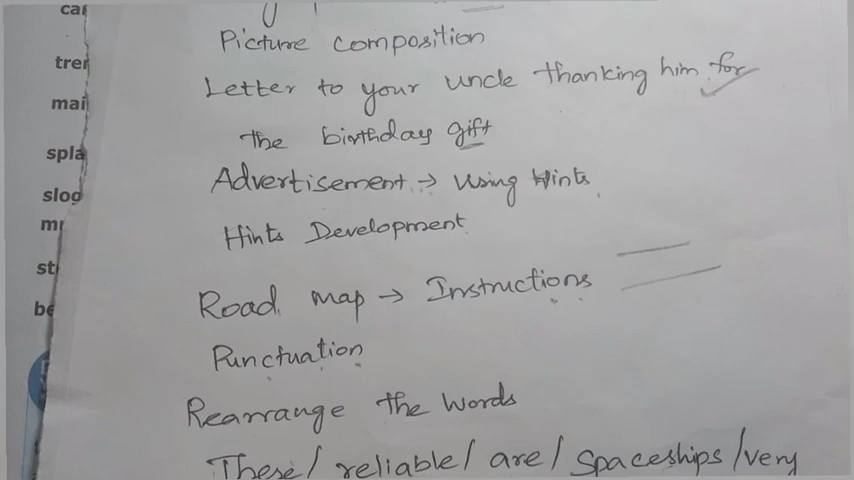 Picture composition
Letter to your uncle thanking him for
the birthday gift
Advertisement → Using Hints
Hints Development
Road map → Instructions
Punctuation
Rearrange the words
These/ reliable/ are/ Spaceships /very